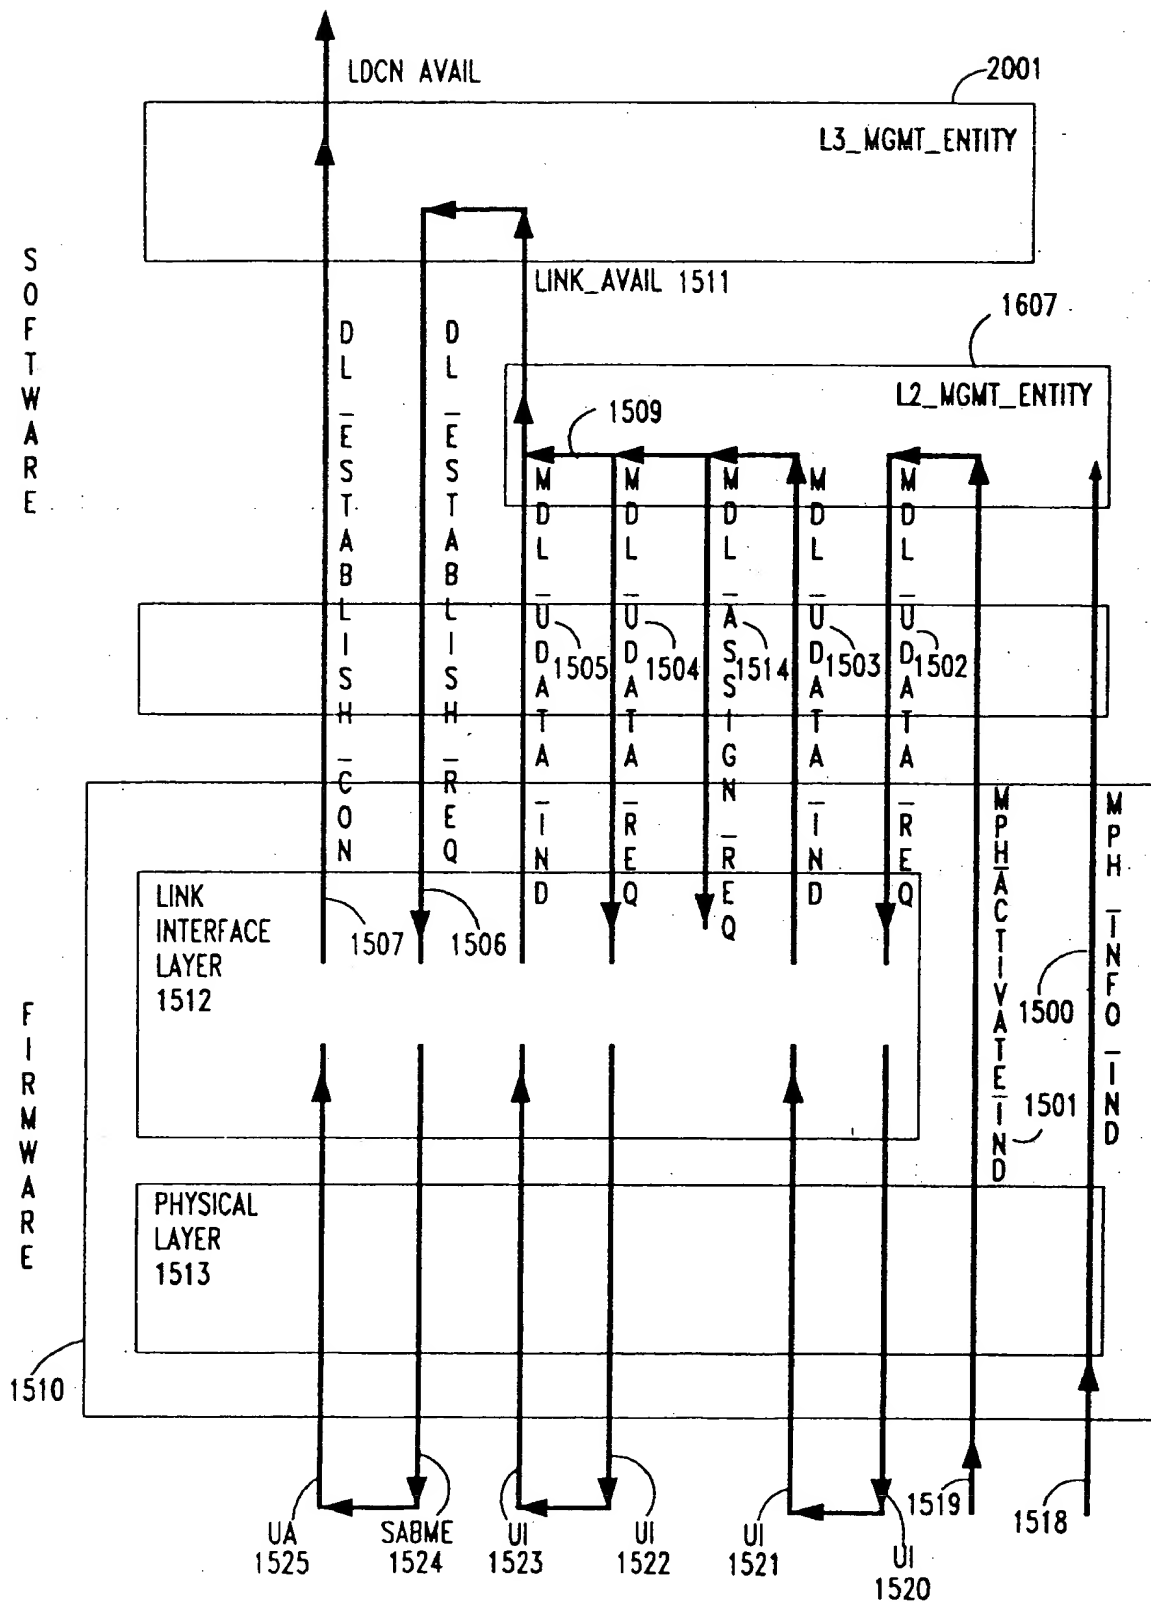 LDCN AVAIL
2001
L3_MGMT_ENTITY
SOFTWARE
LINK_AVAIL 1511
1607
L2_MGMT_ENTITY
1509
DL_ESTABLISH_CON
DL_ESTABLISH_REQ
MDL_UDATA_IND
MDL_UDATA_REQ
MDL_ASSIGN_REQ
MDL_UDATA_IND
MDL_UDATA_REQ
1505
1504
1514
1503
1502
MPH_ACTIVATE_IND
MPH_INFO_IND
FIRMWARE
LINK
INTERFACE
LAYER
1512
1507
1506
1500
1501
PHYSICAL
LAYER
1513
1510
UA
1525
SABME
1524
UI
1523
UI
1522
UI
1521
UI
1520
1519
1518